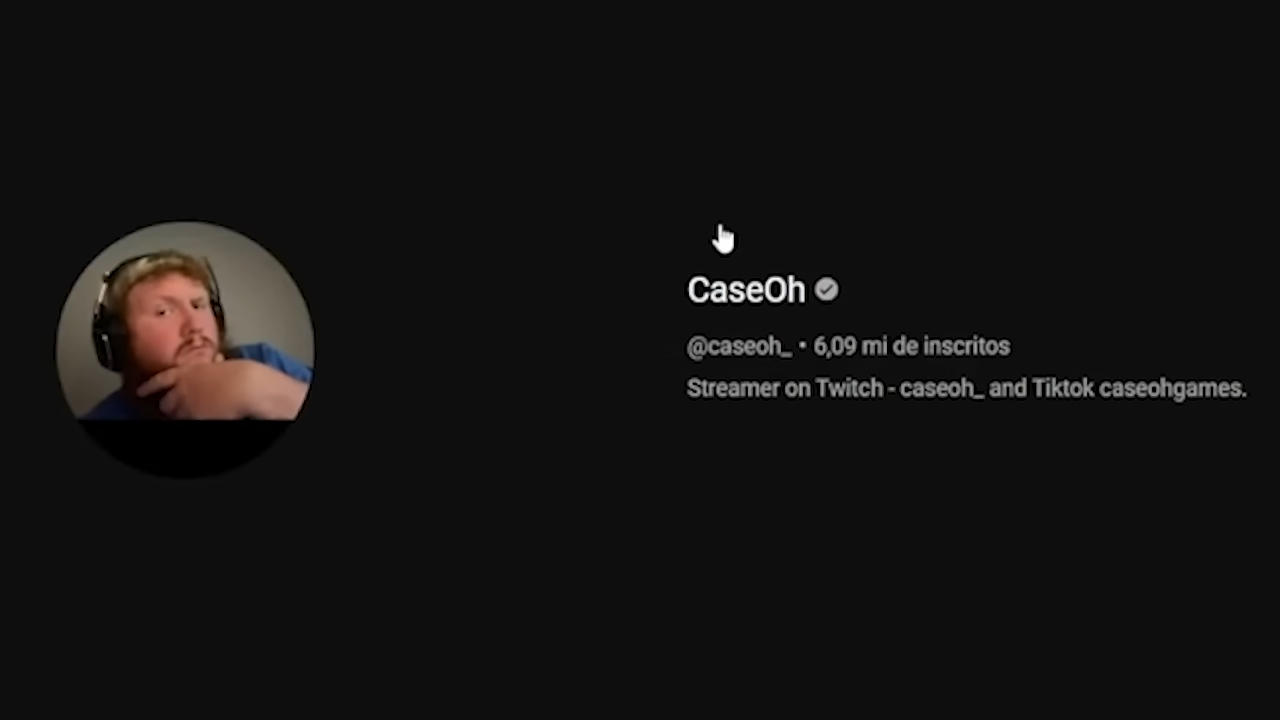 CaseOh
@caseoh_ • 6,09 mi de inscritos
Streamer on Twitch - caseoh_ and Tiktok caseohgames.